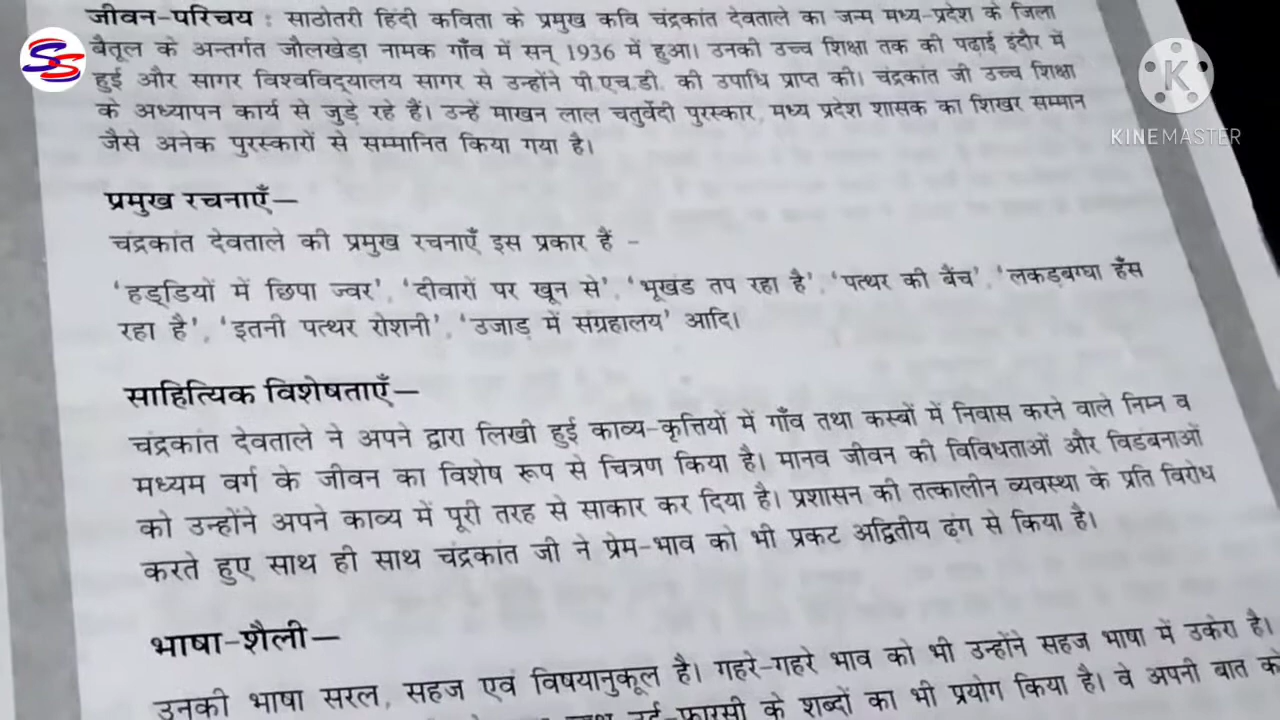 जीवन-परिचय : साठोतरी हिंदी कविता के प्रमुख कवि चंद्रकांत देवताले का जन्म मध्य-प्रदेश के जिला
SS
बैतूल के अन्तर्गत जौलखेड़ा नामक गाँव में सन् 1936 में हुआ। उनकी उच्च शिक्षा तक की पढाई इंदौर में
हुई और सागर विश्वविद्यालय सागर से उन्होंने पी.एच.डी. की उपाधि प्राप्त की। चंद्रकांत जी उच्च शिक्षा
K
के अध्यापन कार्य से जुड़े रहे हैं। उन्हें माखन लाल चतुर्वेदी पुरस्कार, मध्य प्रदेश शासक का शिखर सम्मान
KINEMASTER
जैसे अनेक पुरस्कारों से सम्मानित किया गया है।
प्रमुख रचनाएँ—
चंद्रकांत देवताले की प्रमुख रचनाएँ इस प्रकार हैं -
'हड्डियों में छिपा ज्वर', 'दीवारों पर खून से', 'भूखंड तप रहा है', 'पत्थर की बैंच', 'लकड़बग्घा हँस
रहा है', 'इतनी पत्थर रोशनी', 'उजाड़ में संग्रहालय' आदि।
साहित्यिक विशेषताएँ—
चंद्रकांत देवताले ने अपने द्वारा लिखी हुई काव्य-कृत्तियों में गाँव तथा कस्बों में निवास करने वाले निम्न व
मध्यम वर्ग के जीवन का विशेष रूप से चित्रण किया है। मानव जीवन की विविधताओं और विडंबनाओं
को उन्होंने अपने काव्य में पूरी तरह से साकार कर दिया है। प्रशासन की तत्कालीन व्यवस्था के प्रति विरोध
करते हुए साथ ही साथ चंद्रकांत जी ने प्रेम-भाव को भी प्रकट अद्वितीय ढ़ंग से किया है।
भाषा-शैली—
उनकी भाषा सरल, सहज एवं विषयानुकूल है। गहरे-गहरे भाव को भी उन्होंने सहज भाषा में उकेरा है।
उर्दू-फारसी के शब्दों का भी प्रयोग किया है। वे अपनी बात को